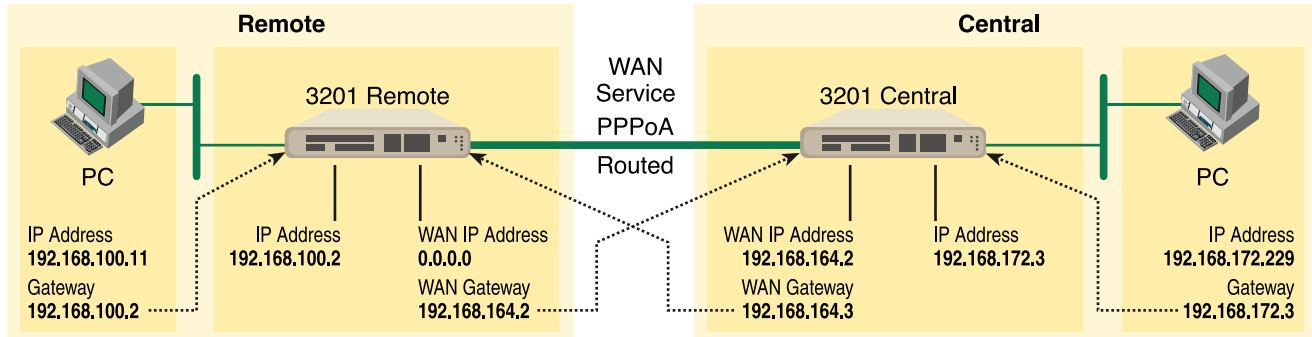 Remote
Central
3201 Remote
WAN
Service
PPPoA
Routed
3201 Central
PC
PC
IP Address
192.168.100.11
Gateway
192.168.100.2
IP Address
192.168.100.2
WAN IP Address
0.0.0.0
WAN Gateway
192.168.164.2
WAN IP Address
192.168.164.2
WAN Gateway
192.168.164.3
IP Address
192.168.172.3
IP Address
192.168.172.229
Gateway
192.168.172.3